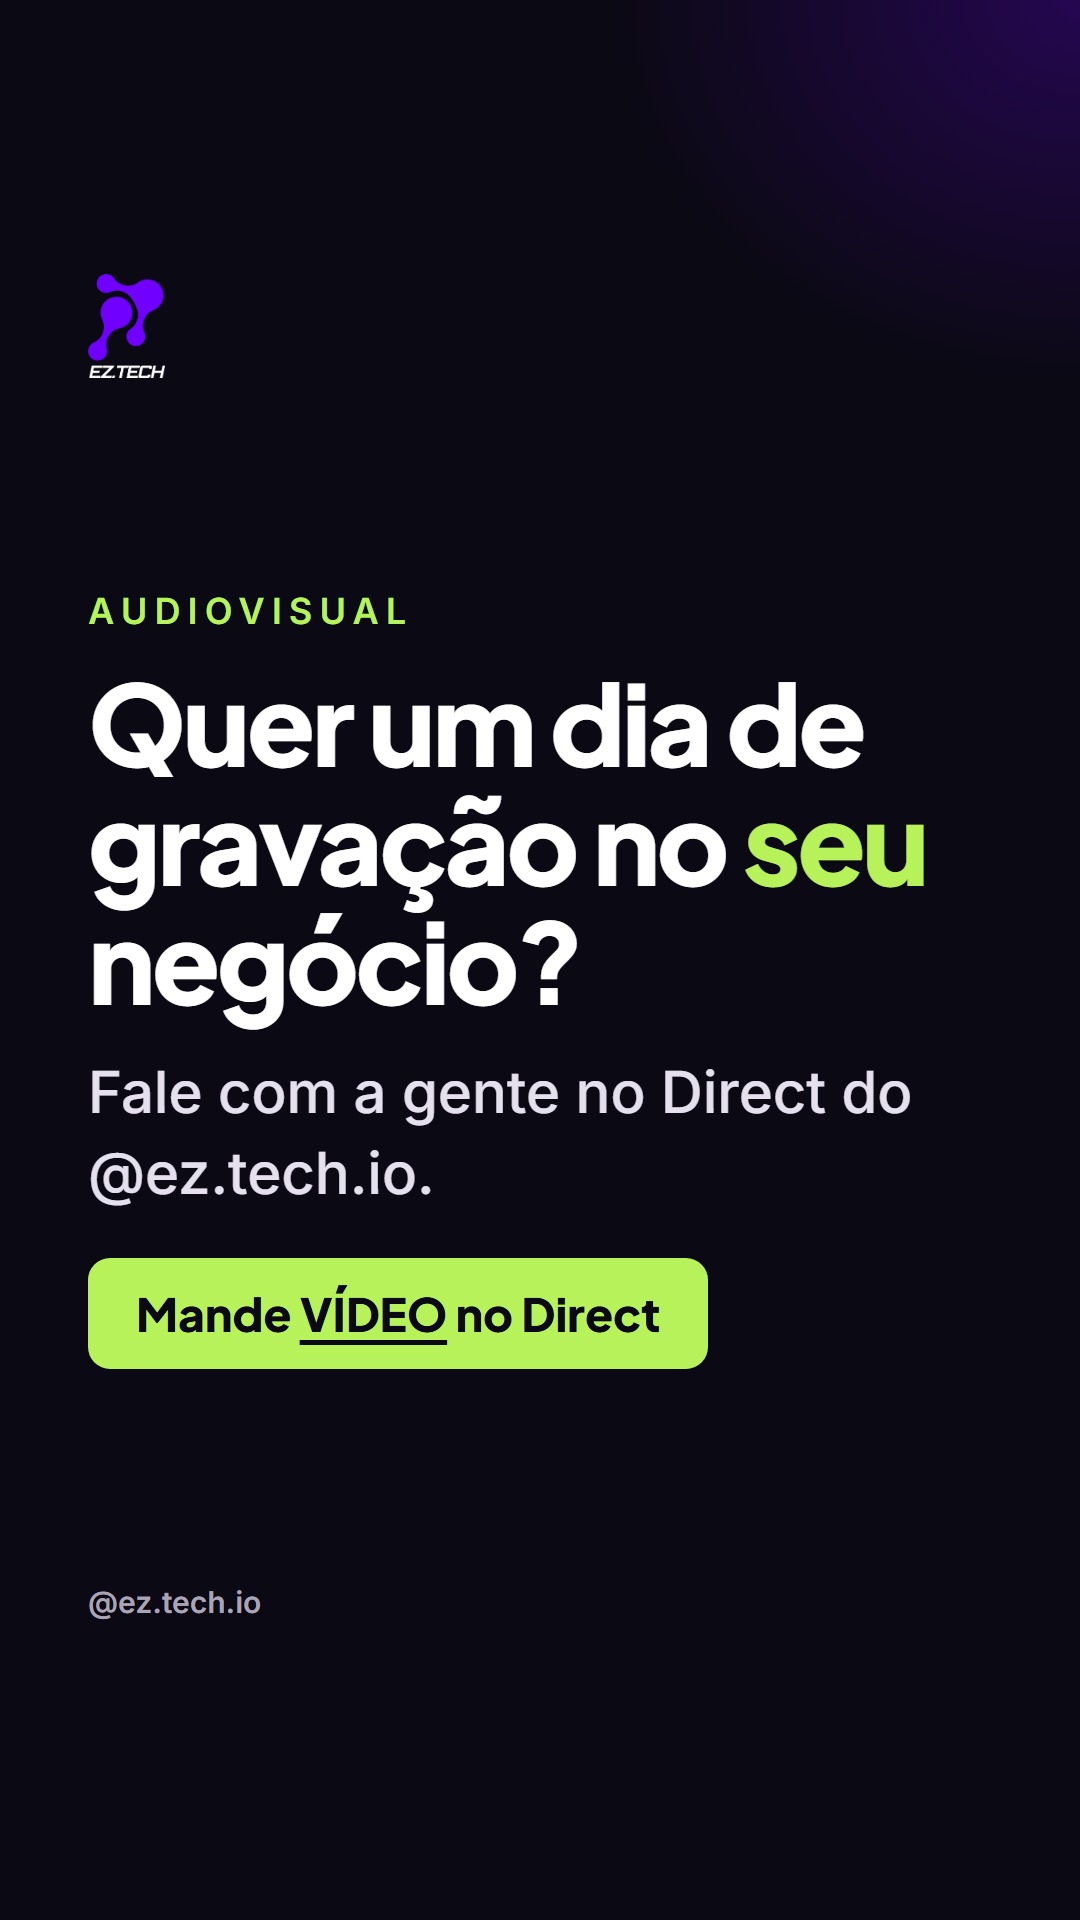 EZ.TECH
AUDIOVISUAL
Quer um dia de
gravação no seu
negócio?
Fale com a gente no Direct do
@ez.tech.io.
Mande VÍDEO no Direct
@ez.tech.io